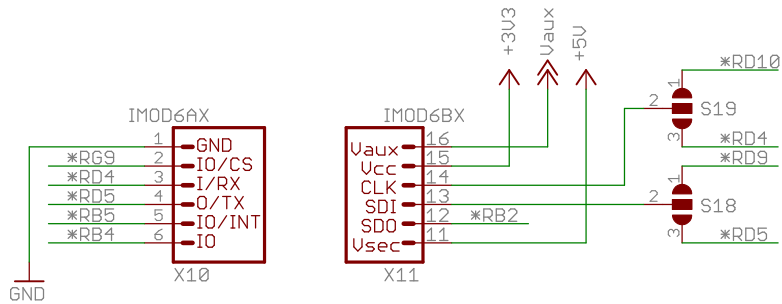 +3V3
Vaux
+5V
*RD10
1
2
S19
3
*RD4
*RD9
1
2
S18
3
*RD5
IMOD6AX
1 GND
*RG9 2 IO/CS
*RD4 3 I/RX
*RD5 4 O/TX
*RB5 5 IO/INT
*RB4 6 IO
X10
GND
IMOD6BX
Vaux 16
Vcc 15
CLK 14
SDI 13
SDO 12 *RB2
Vsec 11
X11